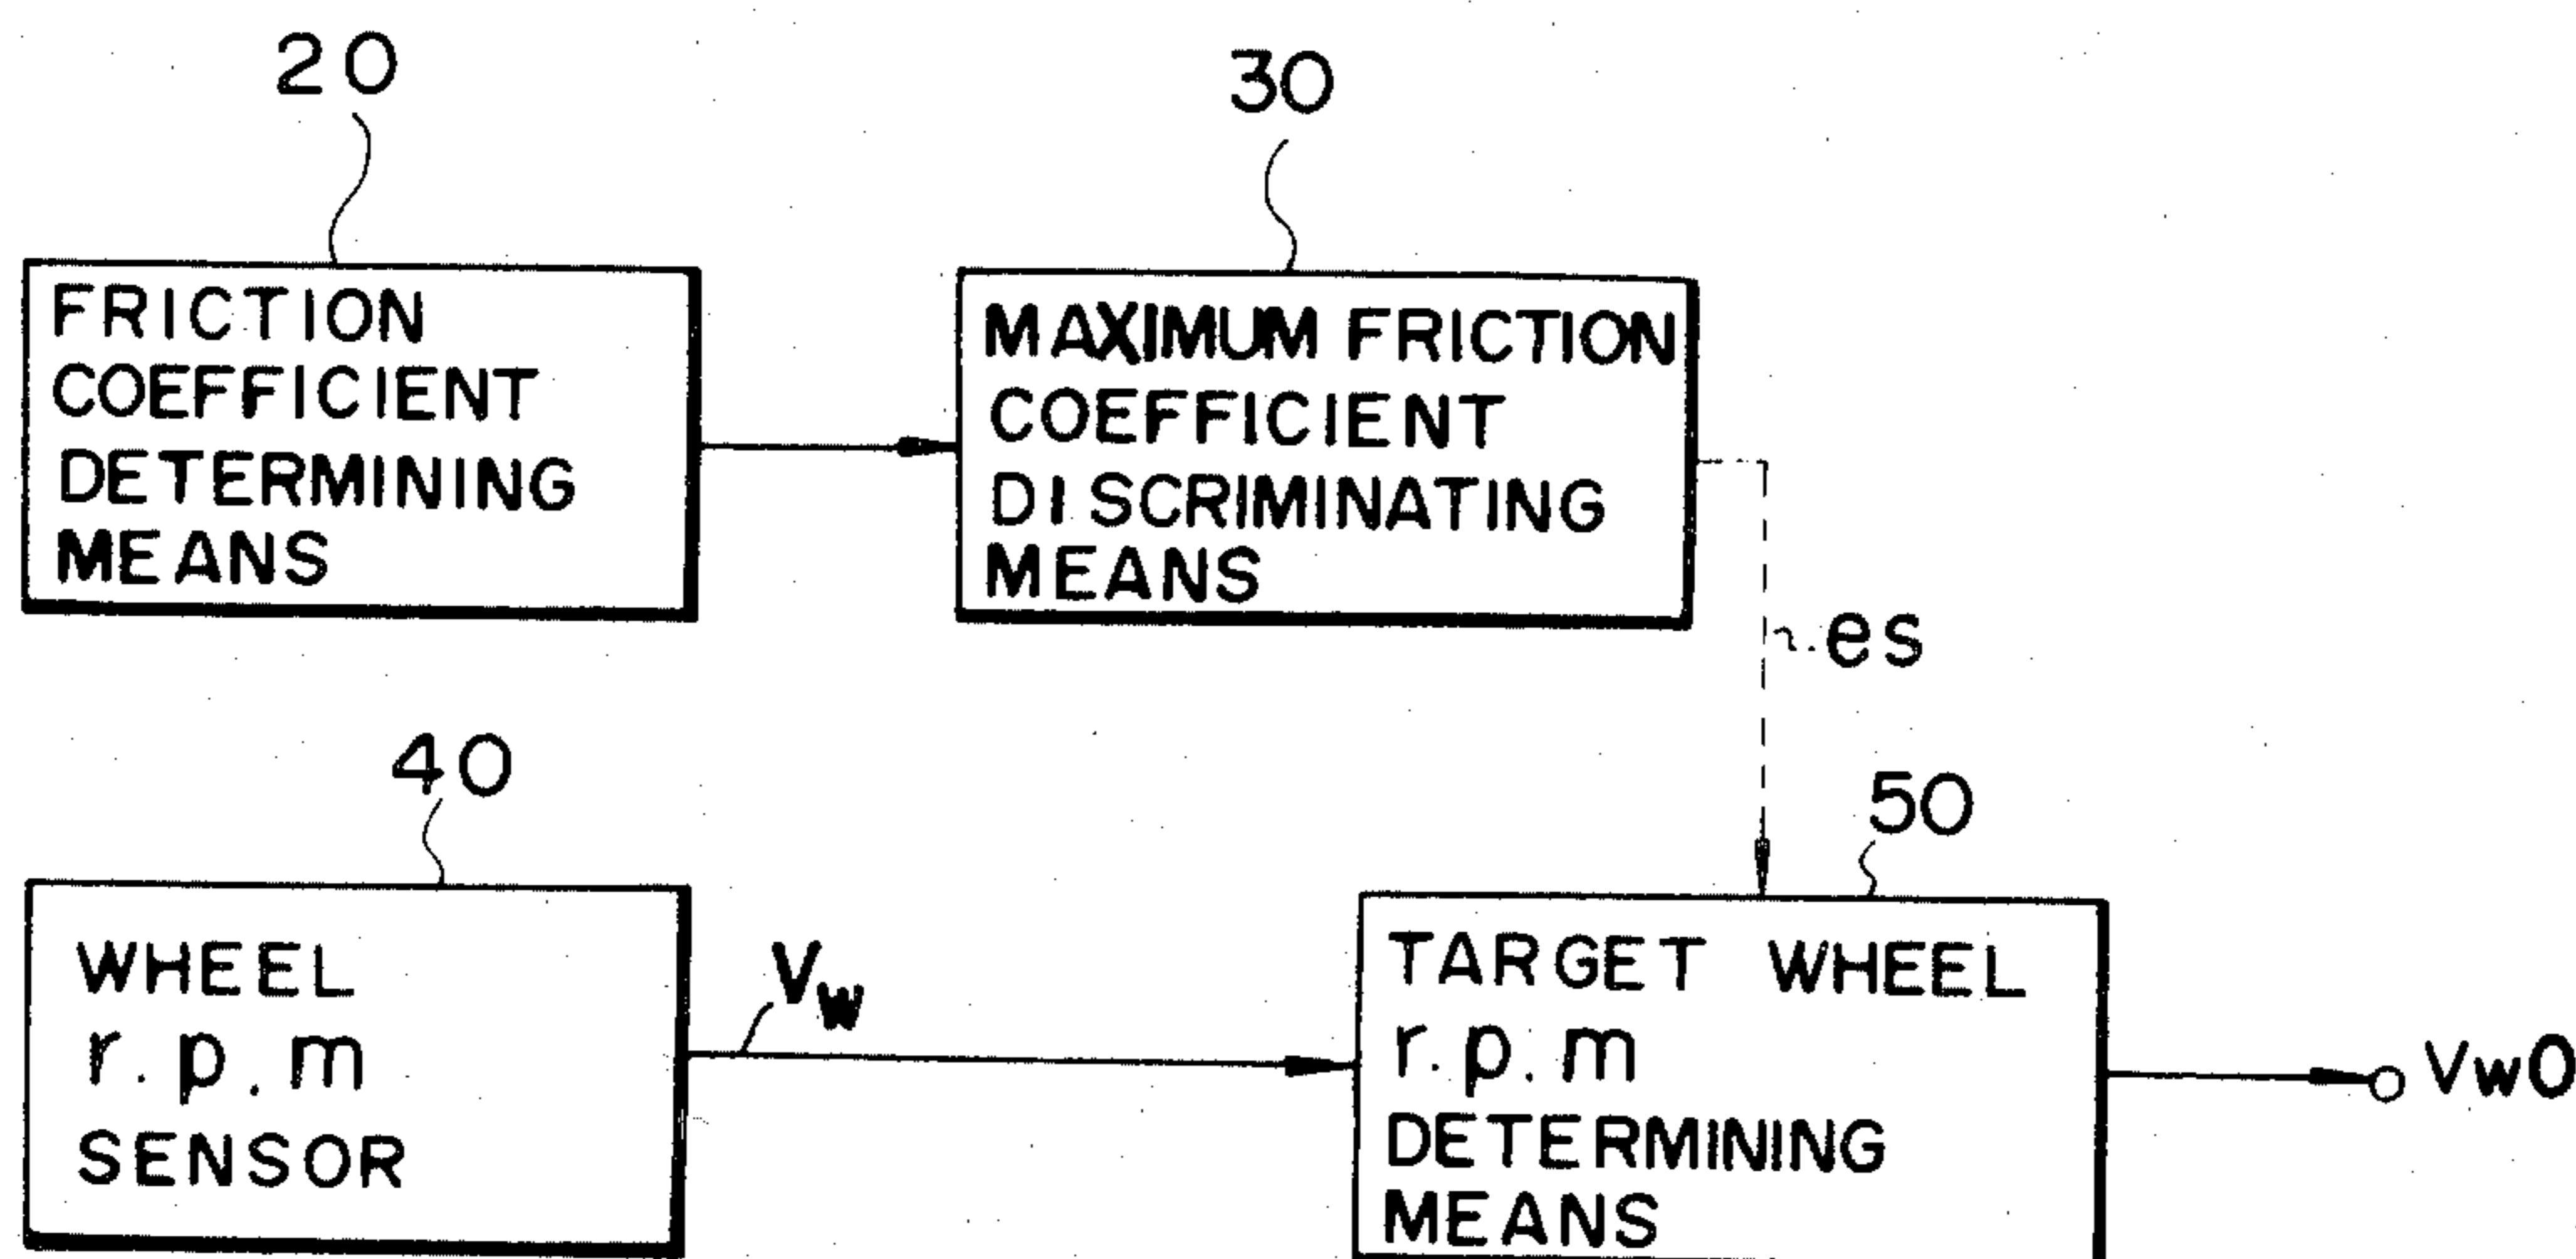 20
30
FRICTION
COEFFICIENT
DETERMINING
MEANS
MAXIMUM FRICTION
COEFFICIENT
DISCRIMINATING
MEANS
es
40
50
WHEEL
r.p.m
SENSOR
Vw
TARGET WHEEL
r.p.m
DETERMINING
MEANS
Vw0